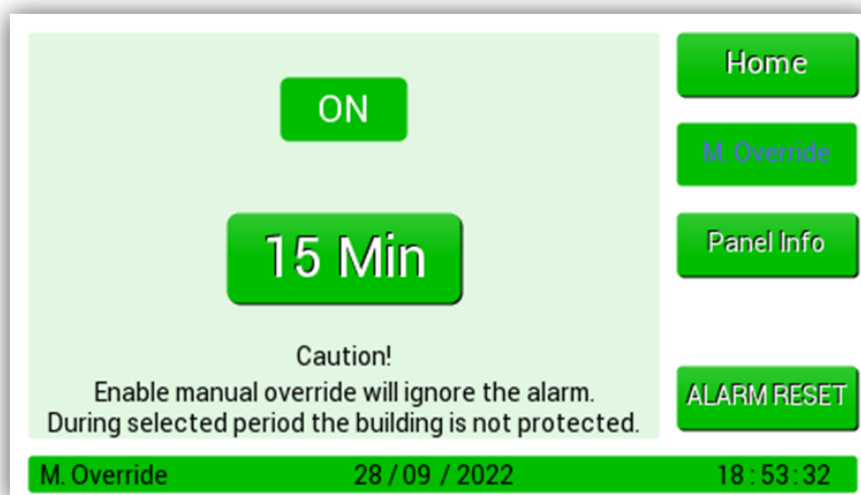 ON
15 Min
Caution!
Enable manual override will ignore the alarm.
During selected period the building is not protected.
Home
M. Override
Panel Info
ALARM RESET
M. Override 28 / 09 / 2022 18 : 53 : 32